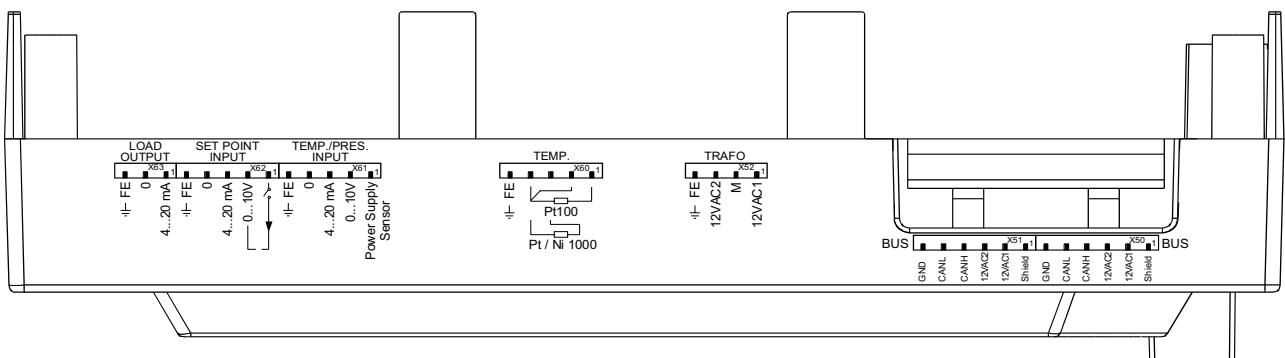 LOAD
OUTPUT
X63
1
FE
0
4...20 mA
SET POINT
INPUT
X62
1
FE
0
4...20 mA
0...10V
TEMP./PRES.
INPUT
X61
1
FE
0
4...20 mA
0...10V
Power Supply
Sensor
TEMP.
X60
1
FE
Pt100
Pt / Ni 1000
TRAFO
X52
1
FE
12VAC2
M
12VAC1
BUS
X51
1
GND
CANL
CANH
12VAC2
12VAC1
Shield
X50
1
BUS
GND
CANL
CANH
12VAC2
12VAC1
Shield